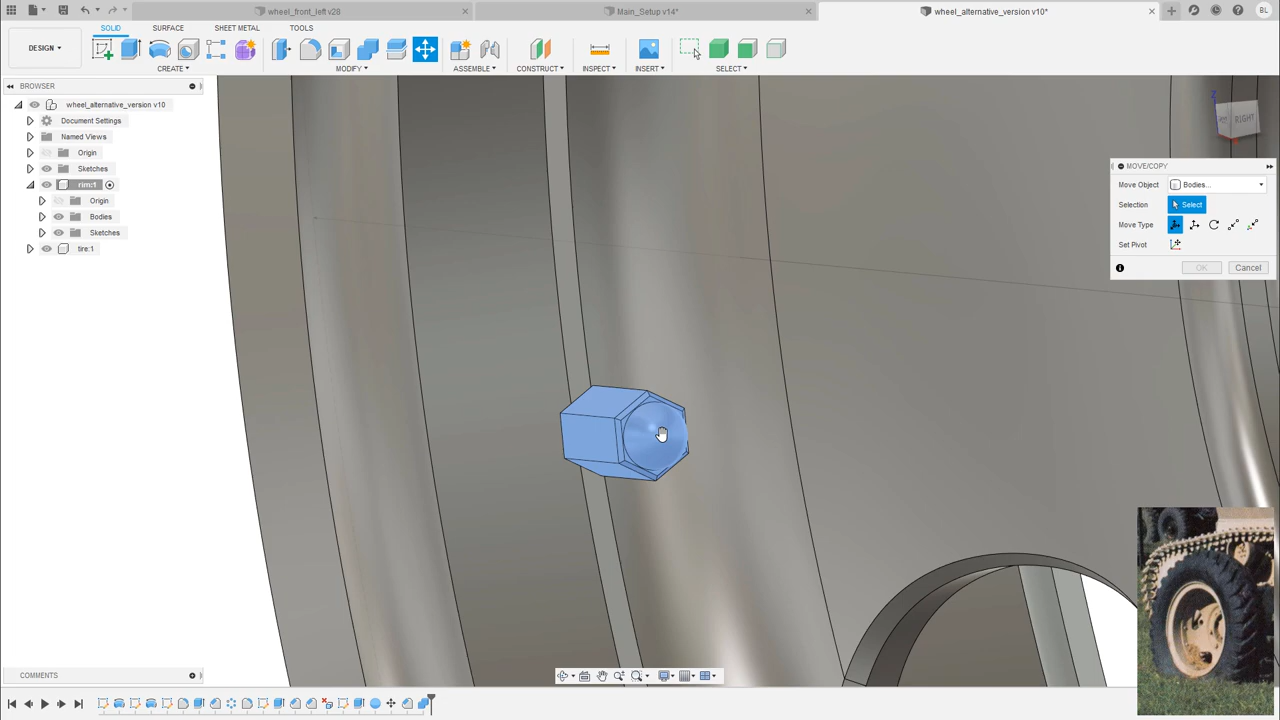 wheel_front_left v28
Main_Setup v14*
wheel_alternative_version v10*
BL
DESIGN
SOLID
SURFACE
SHEET METAL
TOOLS
CREATE
MODIFY
ASSEMBLE
CONSTRUCT
INSPECT
INSERT
SELECT
BROWSER
wheel_alternative_version v10
Document Settings
Named Views
Origin
Sketches
rim:1
Origin
Bodies
Sketches
tire:1
Z
RIGHT
MOVE/COPY
Move Object
Bodies...
Selection
Select
Move Type
Set Pivot
OK
Cancel
COMMENTS